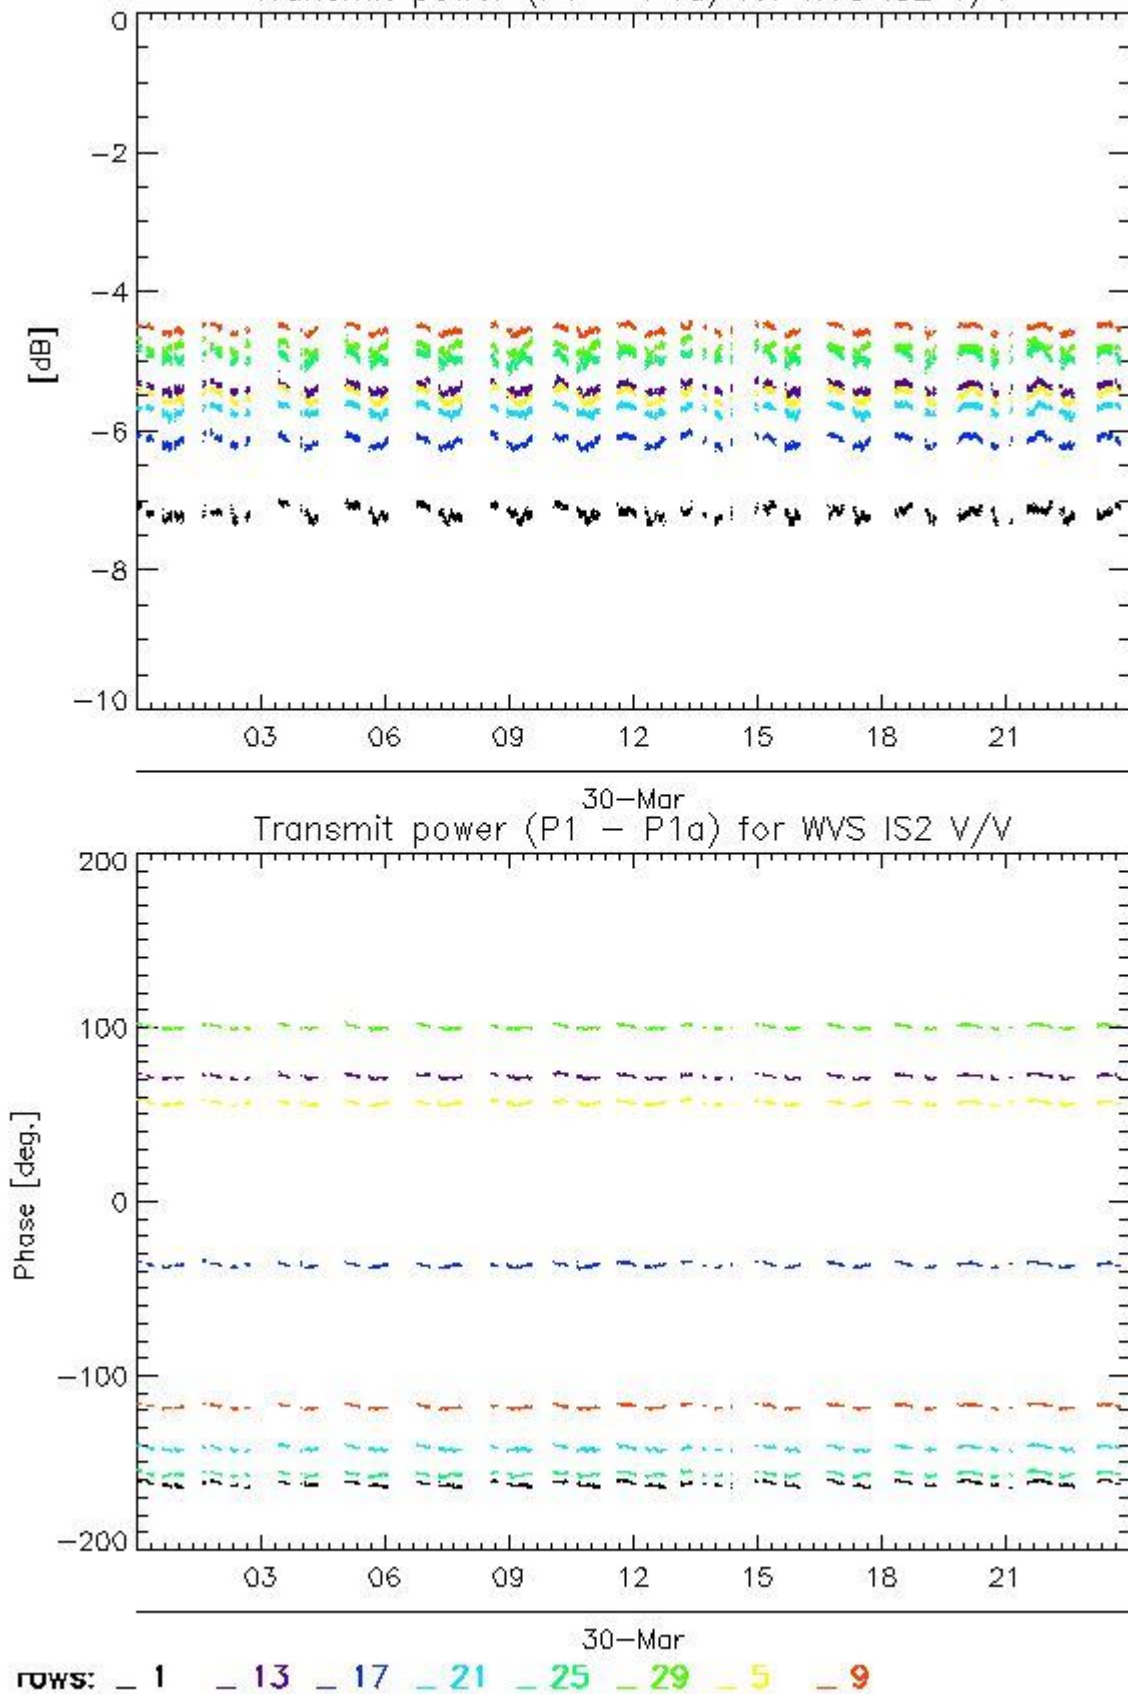 0
−2
−4
[dB]
−6
−8
−10
03 06 09 12 15 18 21
30−Mar
Transmit power (P1 − P1a) for WVS IS2 V/V
200
100
Phase [deg.]
0
−100
−200
03 06 09 12 15 18 21
30−Mar
rows: _ 1 _ 13 _ 17 _ 21 _ 25 _ 29 _ 5 _ 9